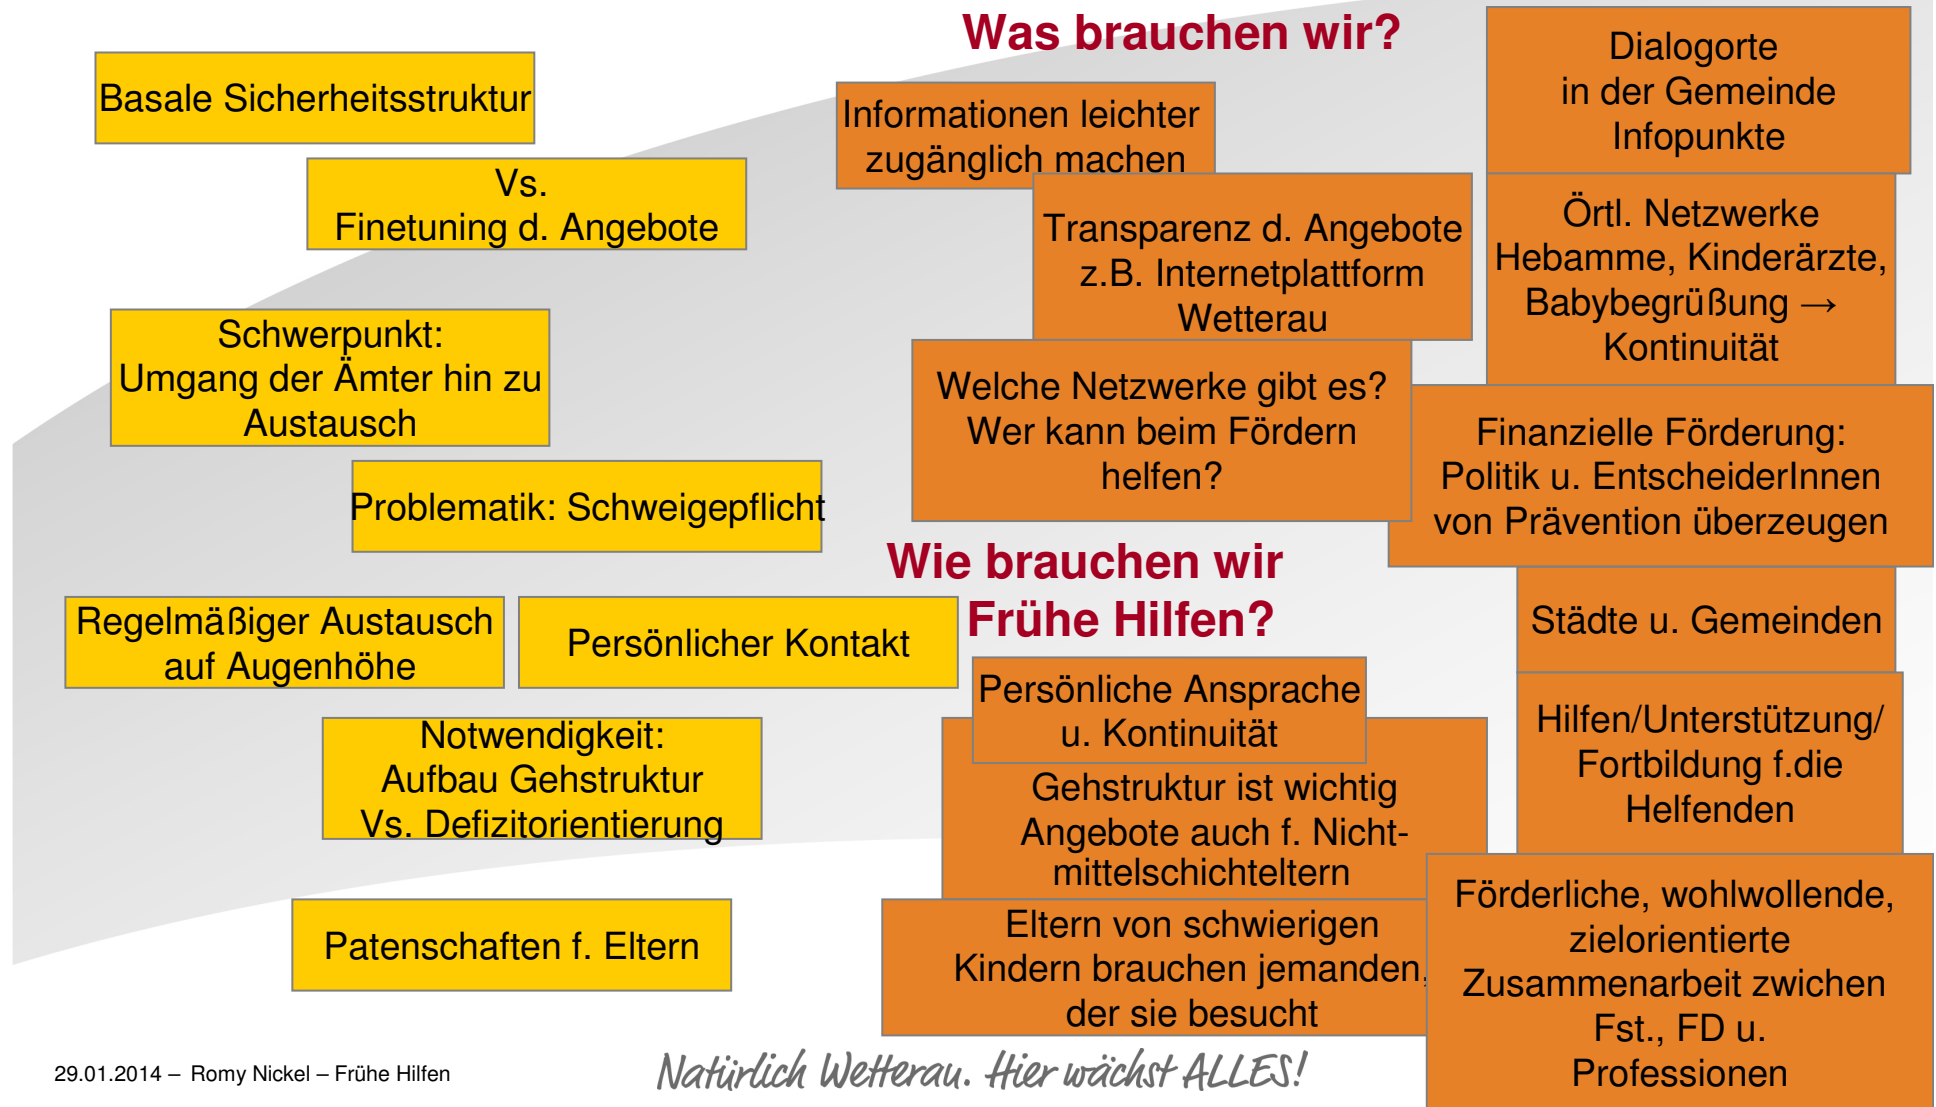 Was brauchen wir?
Basale Sicherheitsstruktur
Vs.
Finetuning d. Angebote
Schwerpunkt:
Umgang der Ämter hin zu
Austausch
Problematik: Schweigepflicht
Regelmäßiger Austausch
auf Augenhöhe
Persönlicher Kontakt
Notwendigkeit:
Aufbau Gehstruktur
Vs. Defizitorientierung
Patenschaften f. Eltern
Informationen leichter
zugänglich machen
Transparenz d. Angebote
z.B. Internetplattform
Wetterau
Welche Netzwerke gibt es?
Wer kann beim Fördern
helfen?
Wie brauchen wir
Frühe Hilfen?
Persönliche Ansprache
u. Kontinuität
Gehstruktur ist wichtig
Angebote auch f. Nicht-
mittelschichteltern
Eltern von schwierigen
Kindern brauchen jemanden,
der sie besucht
Dialogorte
in der Gemeinde
Infopunkte
Örtl. Netzwerke
Hebamme, Kinderärzte,
Babybegrüßung →
Kontinuität
Finanzielle Förderung:
Politik u. EntscheiderInnen
von Prävention überzeugen
Städte u. Gemeinden
Hilfen/Unterstützung/
Fortbildung f.die
Helfenden
Förderliche, wohlwollende,
zielorientierte
Zusammenarbeit zwichen
Fst., FD u.
Professionen
29.01.2014 – Romy Nickel – Frühe Hilfen
Natürlich Wetterau. Hier wächst ALLES!